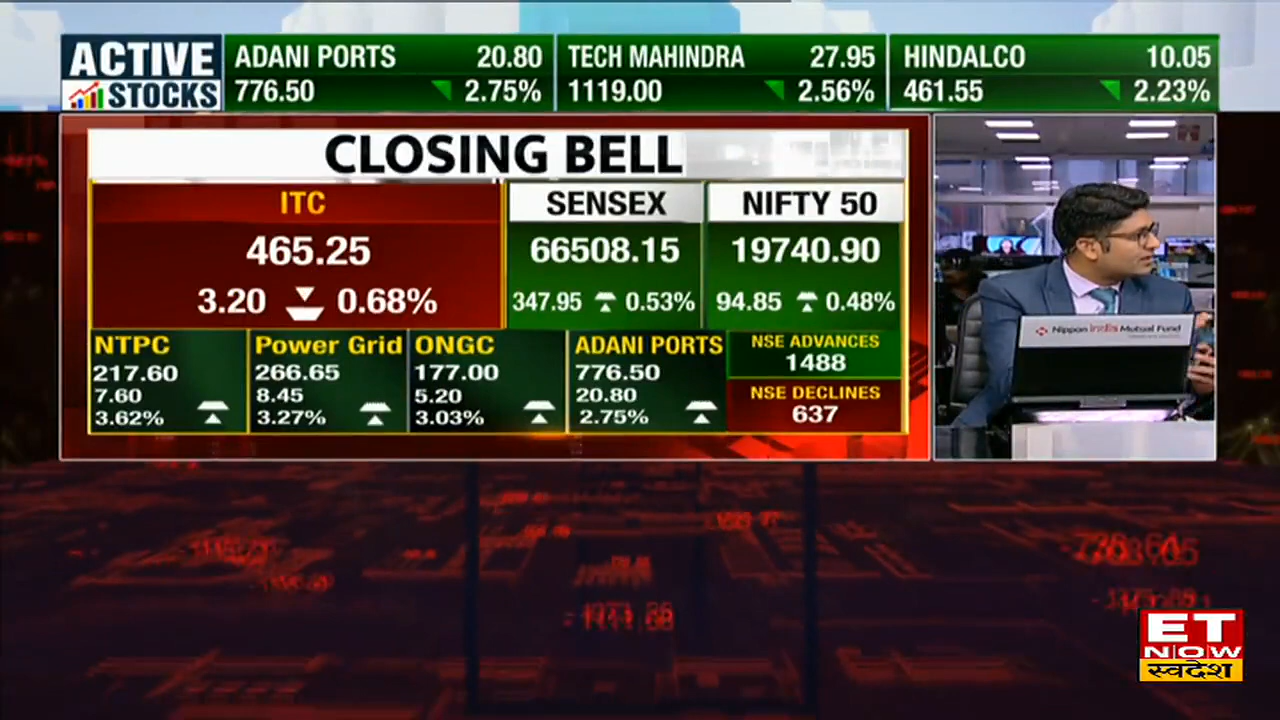 ACTIVE STOCKS
ADANI PORTS 20.80
776.50 2.75%
TECH MAHINDRA 27.95
1119.00 2.56%
HINDALCO 10.05
461.55 2.23%
CLOSING BELL
ITC
465.25
3.20 0.68%
SENSEX
66508.15
347.95 0.53%
NIFTY 50
19740.90
94.85 0.48%
NTPC
217.60
7.60
3.62%
Power Grid
266.65
8.45
3.27%
ONGC
177.00
5.20
3.03%
ADANI PORTS
776.50
20.80
2.75%
NSE ADVANCES
1488
NSE DECLINES
637
Nippon India Mutual Fund
ET
NOW
स्वदेश